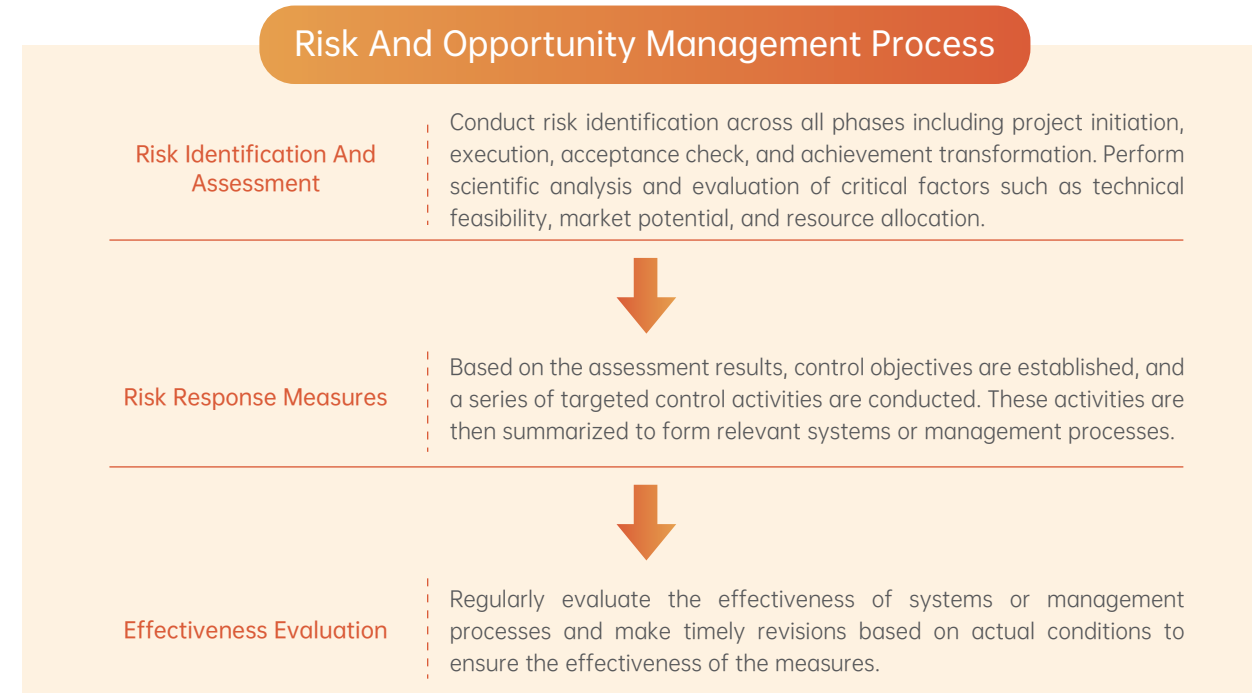 Risk And Opportunity Management Process
Risk Identification And
Assessment
Conduct risk identification across all phases including project initiation,
execution, acceptance check, and achievement transformation. Perform
scientific analysis and evaluation of critical factors such as technical
feasibility, market potential, and resource allocation.
Risk Response Measures
Based on the assessment results, control objectives are established, and
a series of targeted control activities are conducted. These activities are
then summarized to form relevant systems or management processes.
Effectiveness Evaluation
Regularly evaluate the effectiveness of systems or management
processes and make timely revisions based on actual conditions to
ensure the effectiveness of the measures.